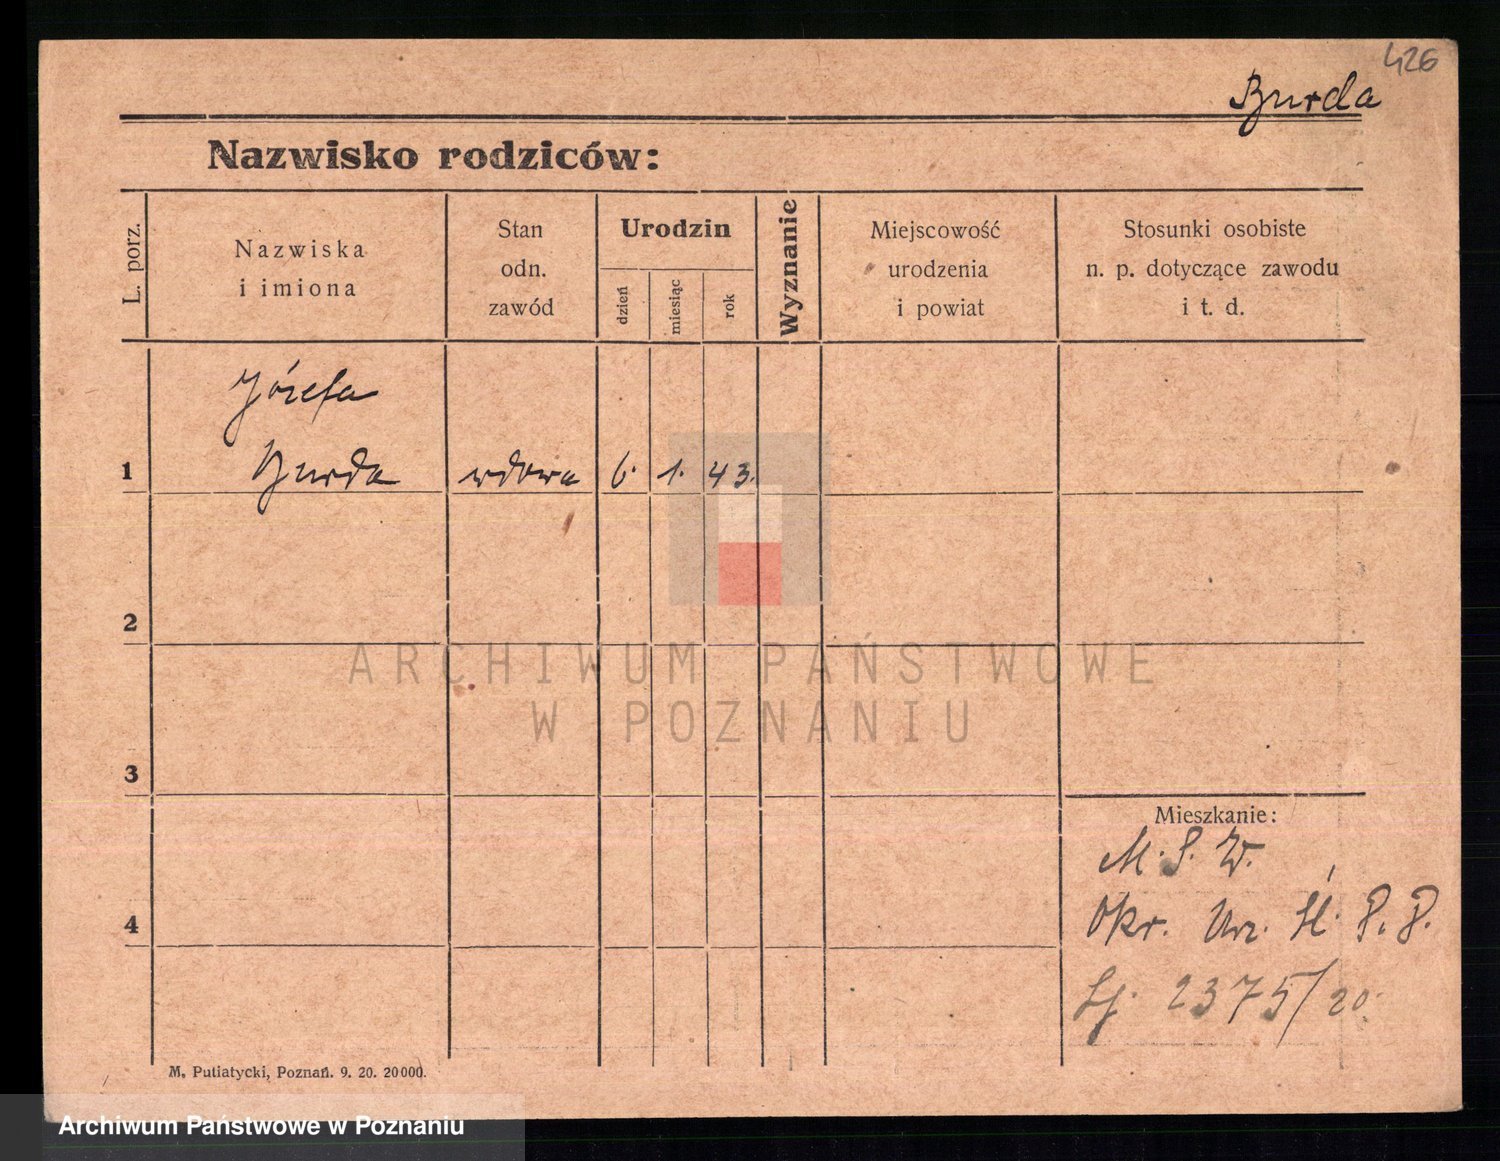 426
Burda
Nazwisko rodziców:
L. porz.
Nazwiska
i imiona
Stan
odn.
zawód
Urodzin
dzień
miesiąc
rok
Wyznanie
Miejscowość
urodzenia
i powiat
Stosunki osobiste
n. p. dotyczące zawodu
i t. d.
Józefa
1 Burda wdowa 6. 1. 43.
2
ARCHIWUM PAŃSTWOWE
W POZNANIU
3
Mieszkanie:
M. S. W.
4
Okr. Urz. P. P.
2375/20.
M. Putiatycki, Poznań. 9. 20. 20000.
Archiwum Państwowe w Poznaniu